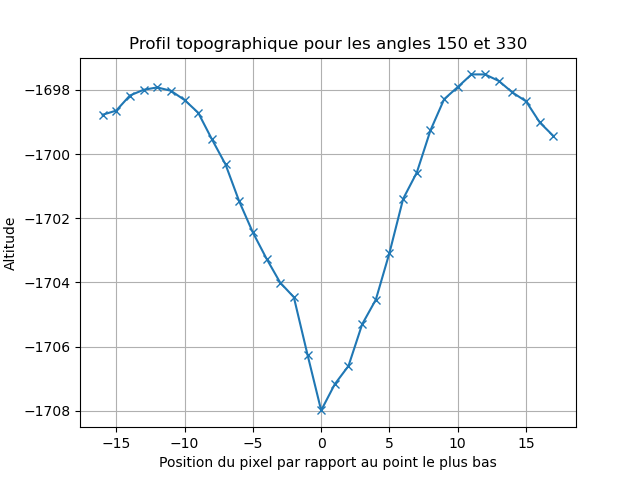 Profil topographique pour les angles 150 et 330
Altitude
−1698
−1700
−1702
−1704
−1706
−1708
−15 −10 −5 0 5 10 15
Position du pixel par rapport au point le plus bas